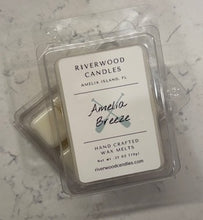 RIVERWOOD
CANDLES
AMELIA ISLAND, FL
Amelia
Breeze
HAND CRAFTED
WAX MELTS
riverwoodcandles.com